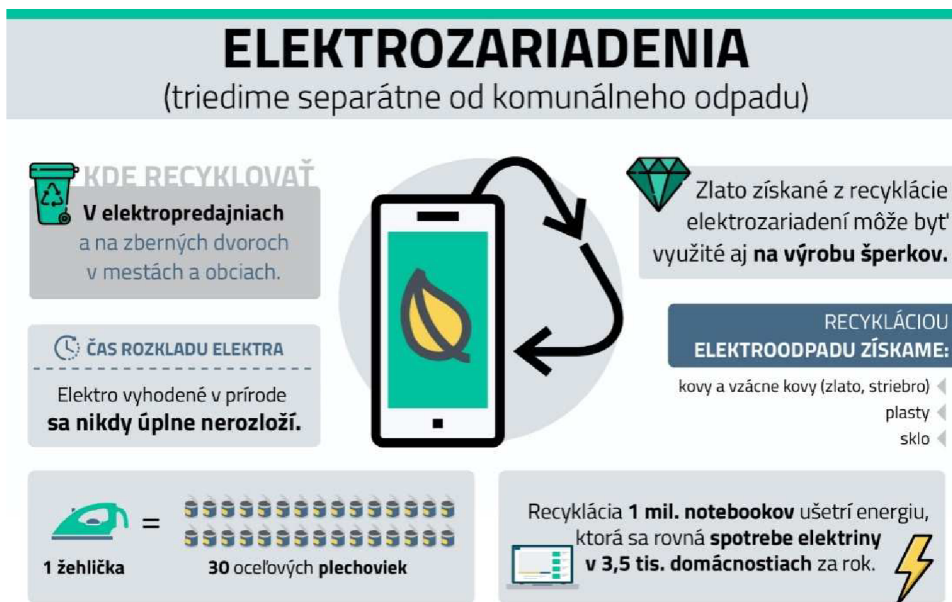 ELEKTROZARIADENIA
(triedime separátne od komunálneho odpadu)
KDE RECYKLOVAŤ
V elektropredajniach
a na zberných dvoroch
v mestách a obciach.
ČAS ROZKLADU ELEKTRA
Elektro vyhodené v prírode
sa nikdy úplne nerozloží.
Zlato získané z recyklácie
elektrozariadení môže byť
využité aj na výrobu šperkov.
RECYKLÁCIOU
ELEKTROODPADU ZÍSKAME:
kovy a vzácne kovy (zlato, striebro)
plasty
sklo
=
1 žehlička
30 oceľových plechoviek
Recyklácia 1 mil. notebookov ušetrí energiu,
ktorá sa rovná spotrebe elektriny
v 3,5 tis. domácnostiach za rok.